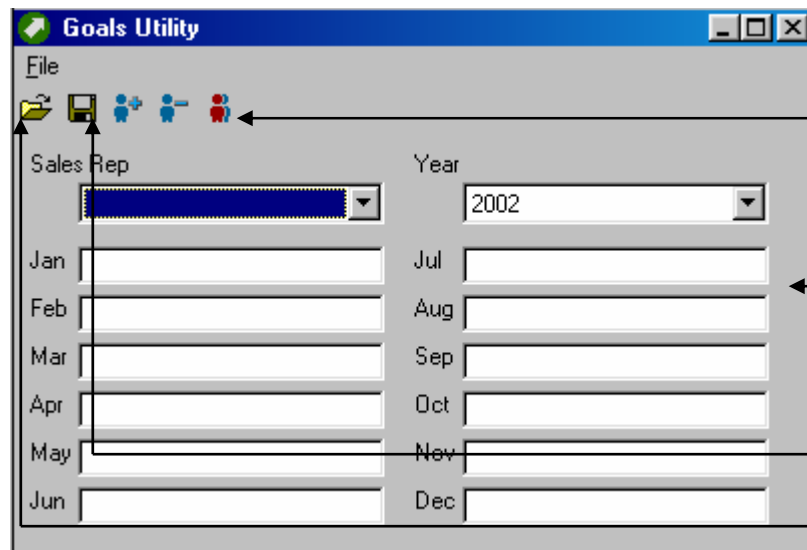 Goals Utility
File
Sales Rep Year
2002
Jan Jul
Feb Aug
Mar Sep
Apr Oct
May Nov
Jun Dec